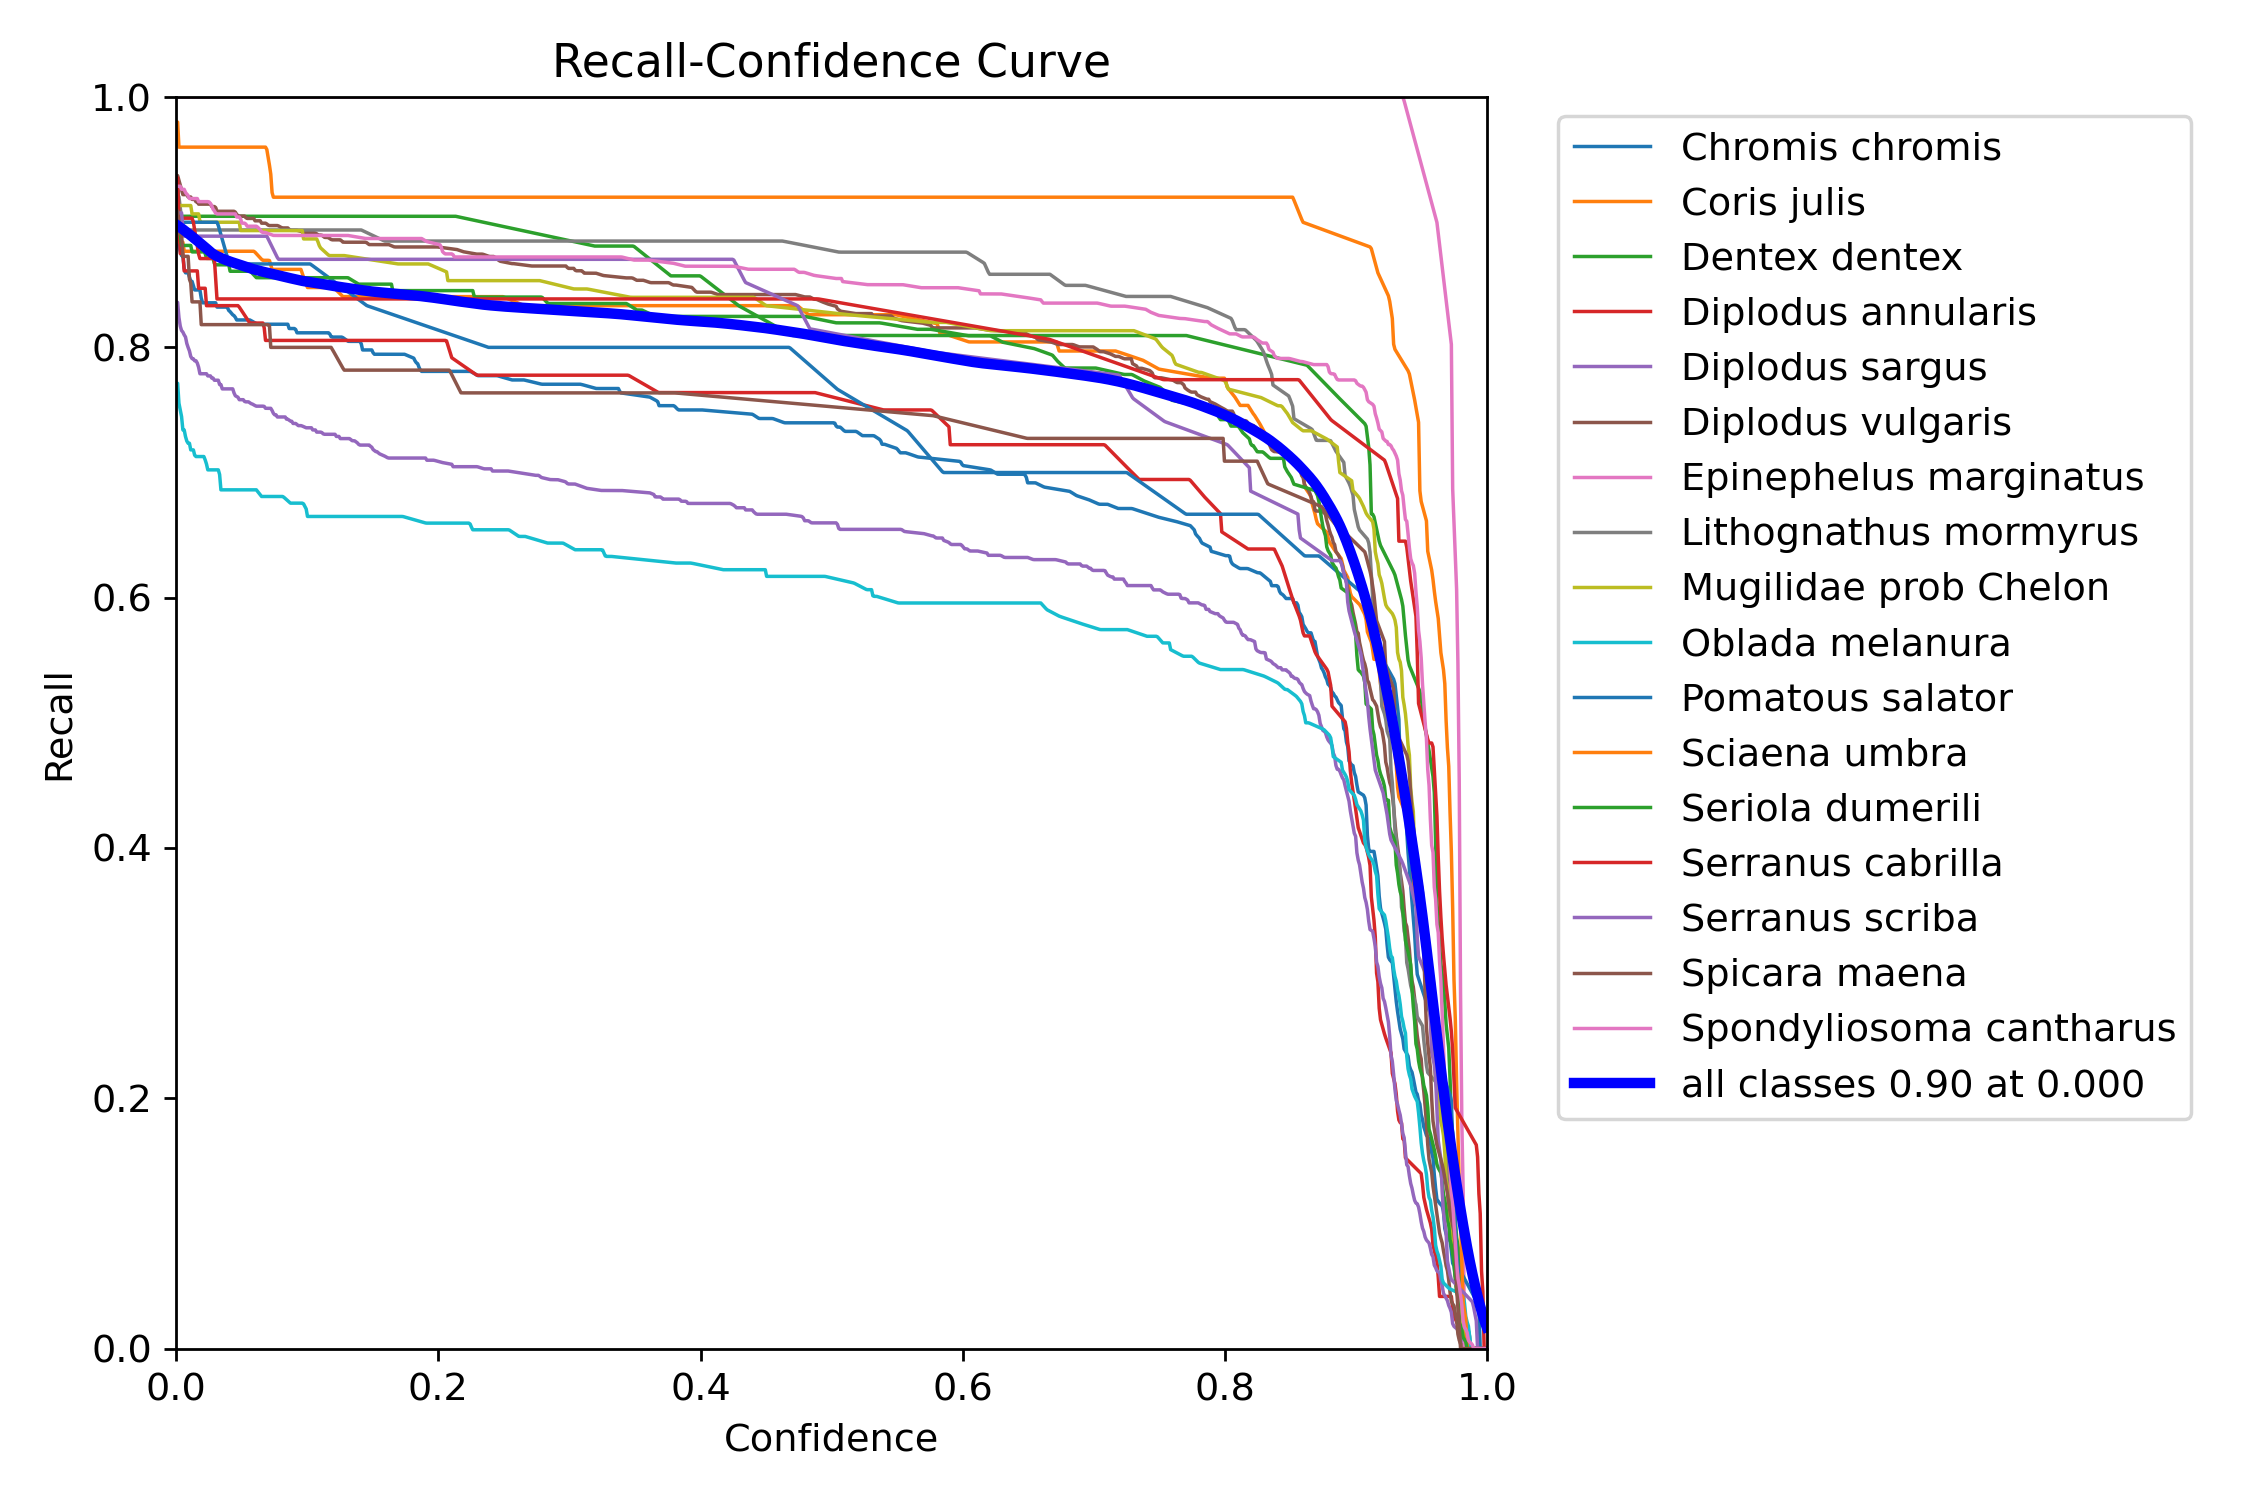 Recall-Confidence Curve
1.0
0.8
0.6
0.4
0.2
0.0
Recall
0.0 0.2 0.4 0.6 0.8 1.0
Confidence
Chromis chromis
Coris julis
Dentex dentex
Diplodus annularis
Diplodus sargus
Diplodus vulgaris
Epinephelus marginatus
Lithognathus mormyrus
Mugilidae prob Chelon
Oblada melanura
Pomatous salator
Sciaena umbra
Seriola dumerili
Serranus cabrilla
Serranus scriba
Spicara maena
Spondyliosoma cantharus
all classes 0.90 at 0.000